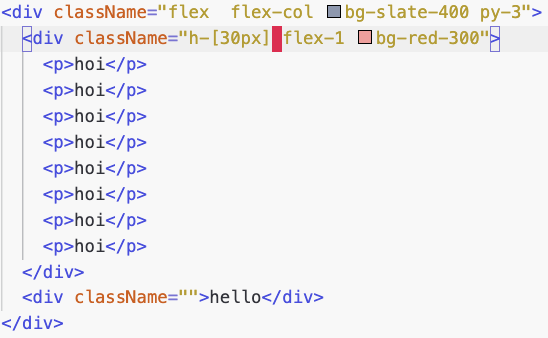 <div className="flex  flex-col bg-slate-400 py-3">
<div className="h-[30px] flex-1 bg-red-300">
<p>hoi</p>
<p>hoi</p>
<p>hoi</p>
<p>hoi</p>
<p>hoi</p>
<p>hoi</p>
<p>hoi</p>
<p>hoi</p>
</div>
<div className="">hello</div>
</div>